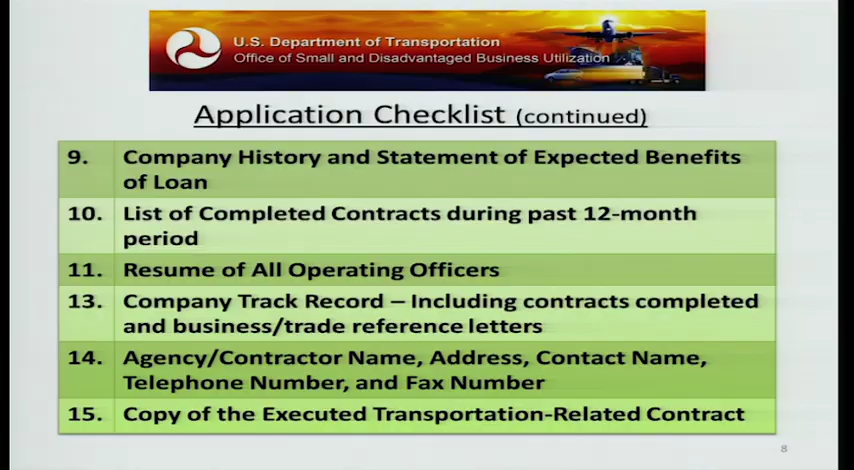 U.S. Department of Transportation
Office of Small and Disadvantaged Business Utilization
Application Checklist (continued)
9. Company History and Statement of Expected Benefits
of Loan
10. List of Completed Contracts during past 12-month
period
11. Resume of All Operating Officers
13. Company Track Record – Including contracts completed
and business/trade reference letters
14. Agency/Contractor Name, Address, Contact Name,
Telephone Number, and Fax Number
15. Copy of the Executed Transportation-Related Contract
8